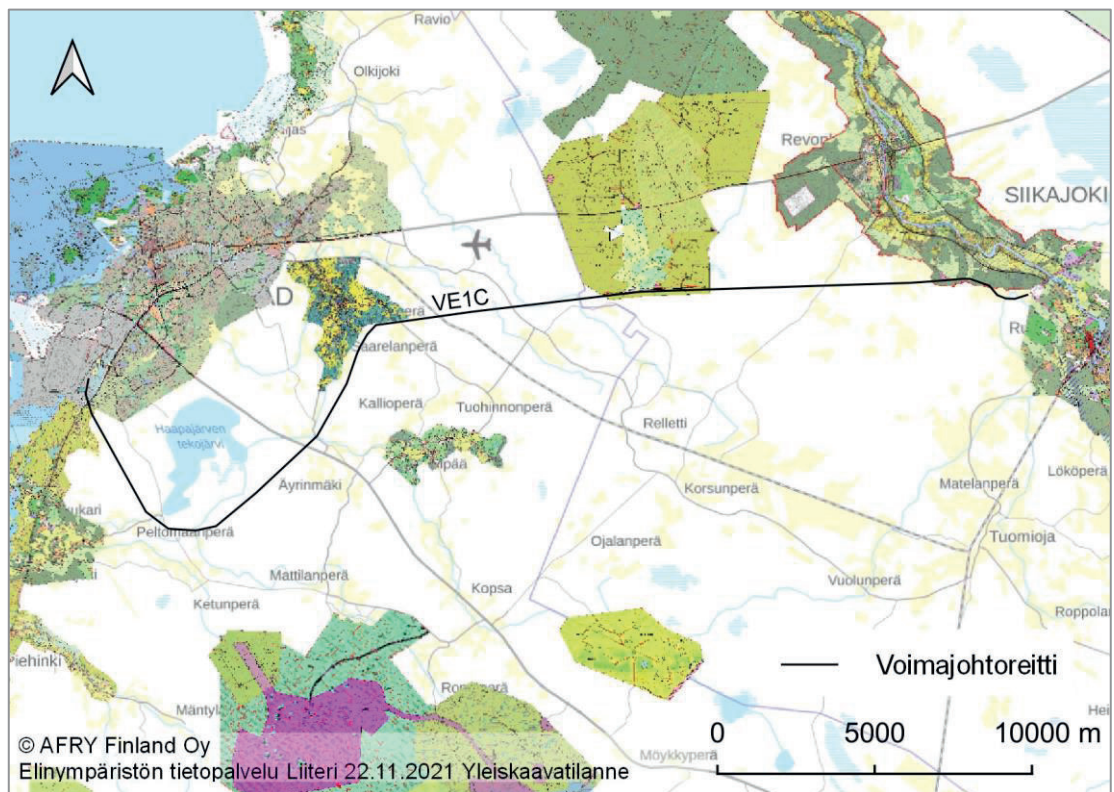 Ravio
Olkijoki
SIIKAJOKI
VE1C
Saarelanperä
Kallioperä
Tuohinnonperä
Haapajärven
tekojärvi
Relletti
Äyrinmäki
Korsunperä
Matelanperä
Lököperä
Peltomaanperä
Ojalanperä
Tuomioja
Mattilanperä
Kopsa
Vuolunperä
Ketunperä
Roppola
Piehinki
Voimajohtoreitti
Möykkyperä
0 5000 10000 m
© AFRY Finland Oy
Elinympäristön tietopalvelu Liiteri 22.11.2021 Yleiskaavatilanne